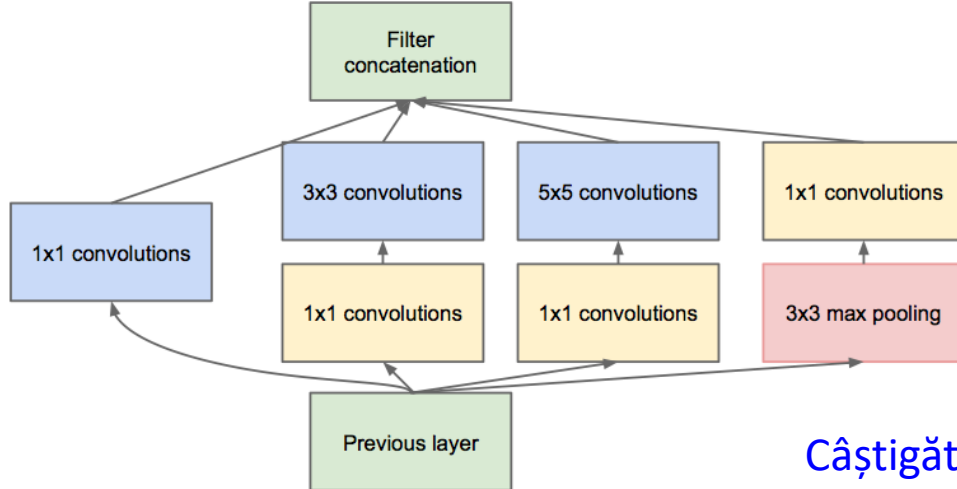 Filter
concatenation
3x3 convolutions
5x5 convolutions
1x1 convolutions
1x1 convolutions
1x1 convolutions
1x1 convolutions
3x3 max pooling
Previous layer